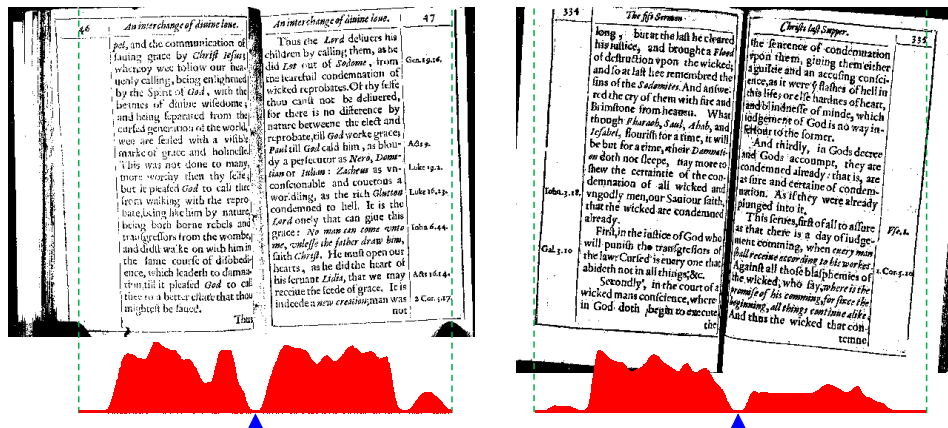 46 An interchange of diuine loue.
pel, and the communication of
sauing grace by Christ Iesus,
whereby wee follow our hea-
uenly calling, being enlightned
by the Spirit of God, with the
beames of diuine wisedome,
and being separated from the
cursed generation of the world,
wee are sealed with a visible
marke of grace and holinesse.
This was not done to many,
more worthy then thy selfe,
but it pleased God to call thee
from walking with the repro-
bate, being like him by nature,
being both borne rebels and
transgressors from the wombe,
and didst walke on with him in
the same course of disobedi-
ence, which leadeth to damna-
tion, till it pleased God to call
thee to a better estate that thou
mightest be saued.
Thus
An interchange of diuine loue. 47
Thus the Lord deliuers his
children by calling them, as he
did Lot out of Sodome, from Gen.19.16.
the fearefull condemnation of
wicked reprobates. Of thy selfe
thou canst not be deliuered,
for there is no difference by
nature betweene the elect and
reprobate, till God worke grace,
Paul till God cald him, as blou- Acts 9.
dy a persecutor as Nero, Domi-
tian or Iulian: Zacheus as vn- Luke 19.2.
conscionable and couetous a
worldling, as the rich Glutton Luke 16.23.
condemned to hell. It is the
Lord onely that can giue this
grace: No man can come vnto Iohn 6.44.
me, vnlesse the father draw him,
saith Christ. He must open our
hearts, as he did the heart of
his seruant Lidia, that we may Acts 16.14.
receiue the seede of grace. It is
indeede a new creation; man was 2 Cor. 5.17
not
334 The first Sermon
long, but at the last he cleared
his iustice, and brought a Flood
of destruction vpon the wicked;
and so at last hee remembred the
sins of the Sodomites. And answe-
red the cry of them with fire and
Brimstone from heauen. What
though Pharaoh, Saul, Ahab, and
Iesabel, flourish for a time, it will
be but for a time, their Damnati-
on doth not sleepe, nay more to
shew the certaintie of the con-
demnation of all wicked and
Iohn.3.18. vngodly men, our Sauiour saith,
that the wicked are condemned
already.
First, in the iustice of God who
will punish the transgressors of
Gal.3.10 the law: Cursed is euery one that
abideth not in all things, &c.
Secondly, in the court of a
wicked mans conscience, where
in God doth begin to execute
the
Christs last Supper. 335
the sentence of condemnation
vpon them, giuing them either
a guiltie and an accusing consci-
ence, as it were flashes of hell in
this life; or else hardnes of heart,
and blindnesse of minde, which
iudgement of God is no way in-
feriour to the former.
And thirdly, in Gods decree
and Gods accoumpt, they are
condemned already: that is, are
as sure and certaine of condem-
nation. As if they were already
plunged into it.
This serues, first of all to assure Vse.1.
vs that there is a day of iudge-
ment comming, when euery man
shall receiue according to his workes: 2.Cor.5.10
Against all those blasphemies of
the wicked, who say, where is the
promise of his comming, for since the
beginning, all things continue alike.
And thus the wicked that con-
temne